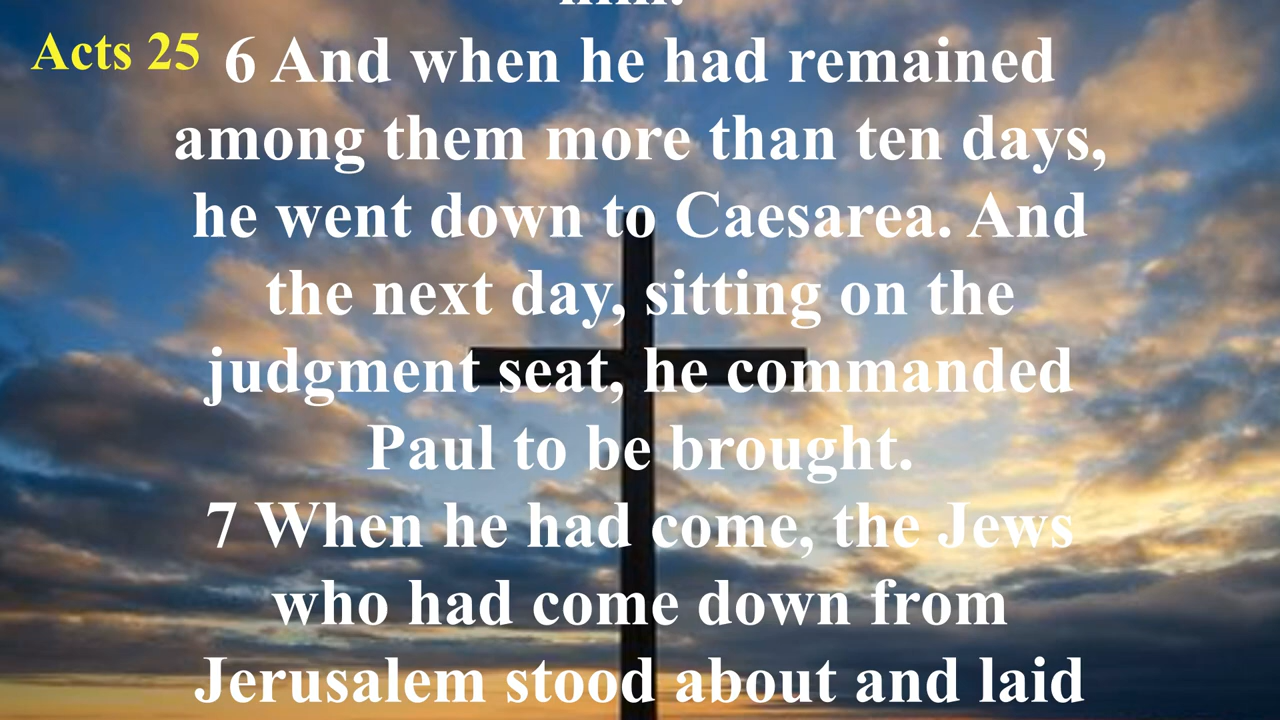 Acts 25
6 And when he had remained
among them more than ten days,
he went down to Caesarea. And
the next day, sitting on the
judgment seat, he commanded
Paul to be brought.
7 When he had come, the Jews
who had come down from
Jerusalem stood about and laid